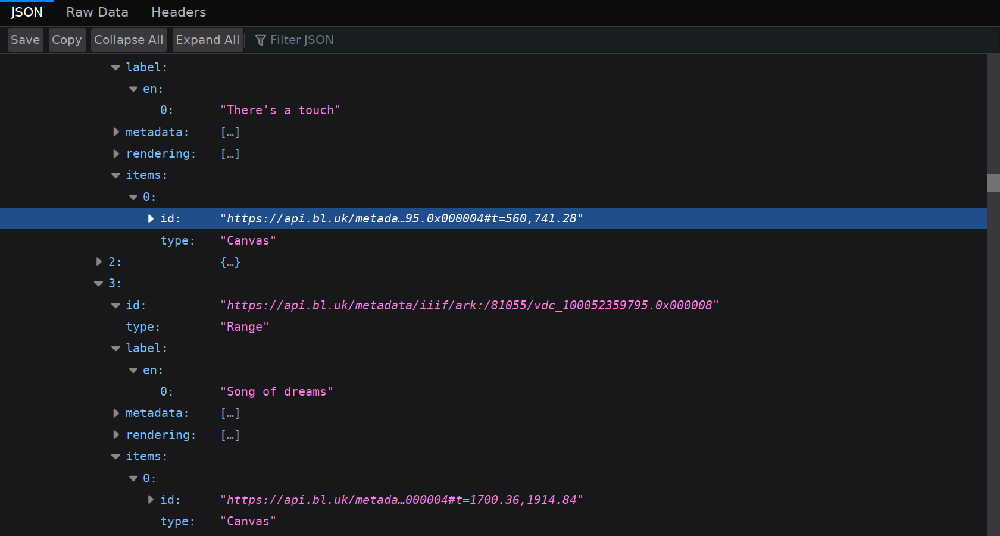 JSON Raw Data Headers
Save Copy Collapse All Expand All Filter JSON
label:
en:
0: "There's a touch"
metadata: […]
rendering: […]
items:
0:
id: "https://api.bl.uk/metada…95.0x000004#t=560,741.28"
type: "Canvas"
2: {…}
3:
id: "https://api.bl.uk/metadata/iiif/ark:/81055/vdc_100052359795.0x000008"
type: "Range"
label:
en:
0: "Song of dreams"
metadata: […]
rendering: […]
items:
0:
id: "https://api.bl.uk/metada…000004#t=1700.36,1914.84"
type: "Canvas"